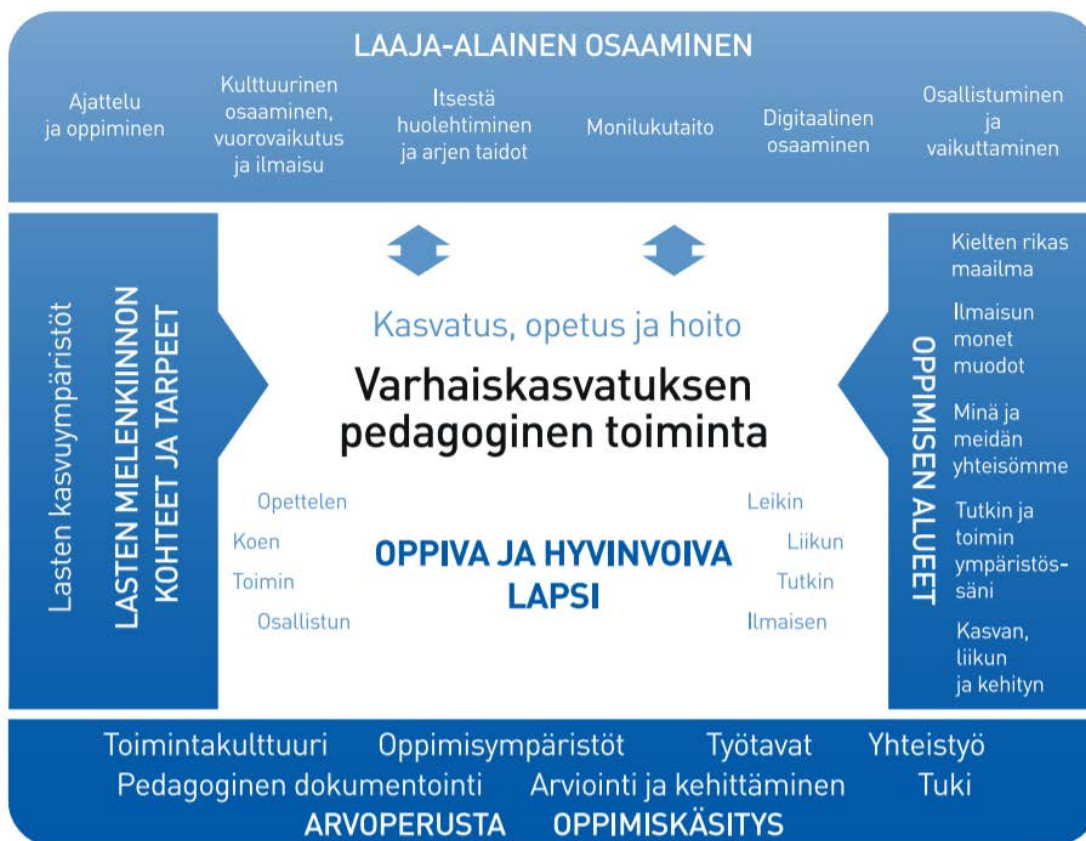 LAAJA-ALAINEN OSAAMINEN
Ajattelu
ja oppiminen
Kulttuurinen
osaaminen,
vuorovaikutus
ja ilmaisu
Itsestä
huolehtiminen
ja arjen taidot
Monilukutaito
Digitaalinen
osaaminen
Osallistuminen
ja
vaikuttaminen
Lasten kasvuympäristöt
LASTEN MIELENKIINNON
KOHTEET JA TARPEET
Kasvatus, opetus ja hoito
Varhaiskasvatuksen
pedagoginen toiminta
Opettelen
Koen
Toimin
Osallistun
OPPIVA JA HYVINVOIVA
LAPSI
Leikin
Liikun
Tutkin
Ilmaisen
OPPIMISEN ALUEET
Kielten rikas
maailma
Ilmaisun
monet
muodot
Minä ja
meidän
yhteisömme
Tutkin ja
toimin
ympäristös-
säni
Kasvan,
liikun
ja kehityn
Toimintakulttuuri Oppimisympäristöt Työtavat Yhteistyö
Pedagoginen dokumentointi Arviointi ja kehittäminen Tuki
ARVOPERUSTA OPPIMISKÄSITYS